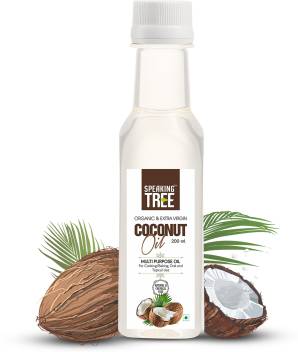 SPEAKING
TREE
ORGANIC & EXTRA VIRGIN
COCONUT
Oil 200 ml
MULTI PURPOSE OIL
For Cooking/Baking, Oral and
Topical Use